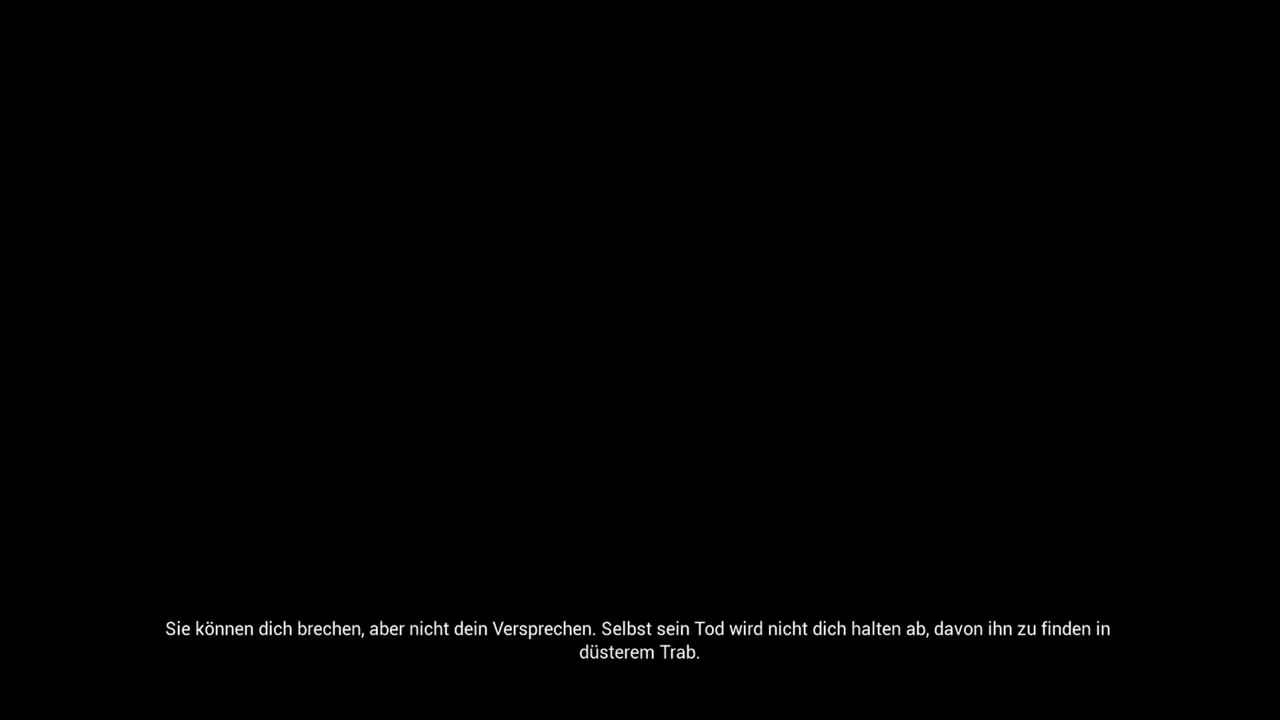 Sie können dich brechen, aber nicht dein Versprechen. Selbst sein Tod wird nicht dich halten ab, davon ihn zu finden in
düsterem Trab.